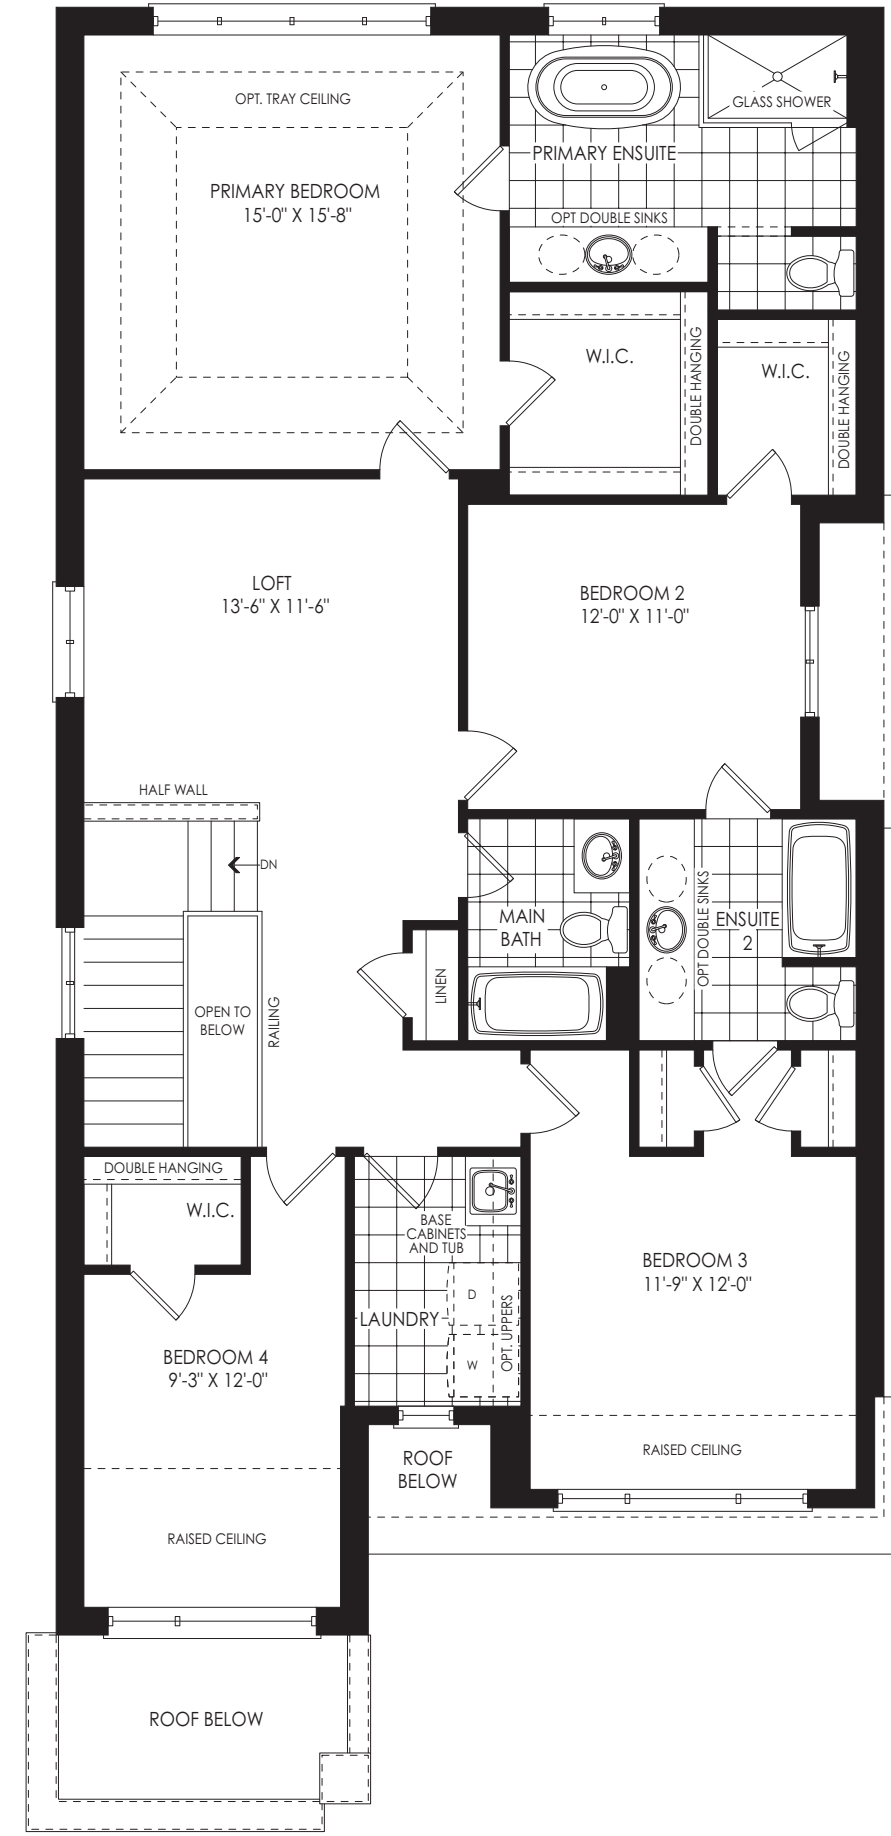 OPT. TRAY CEILING
PRIMARY BEDROOM
15'-0" X 15'-8"
GLASS SHOWER
PRIMARY ENSUITE
OPT DOUBLE SINKS
W.I.C.
DOUBLE HANGING
W.I.C.
DOUBLE HANGING
LOFT
13'-6" X 11'-6"
BEDROOM 2
12'-0" X 11'-0"
HALF WALL
DN
MAIN
BATH
OPT DOUBLE SINKS
ENSUITE
2
LINEN
OPEN TO
BELOW
RAILING
DOUBLE HANGING
W.I.C.
BASE
CABINETS
AND TUB
D
LAUNDRY
OPT. UPPERS
W
BEDROOM 3
11'-9" X 12'-0"
BEDROOM 4
9'-3" X 12'-0"
RAISED CEILING
ROOF
BELOW
RAISED CEILING
ROOF BELOW